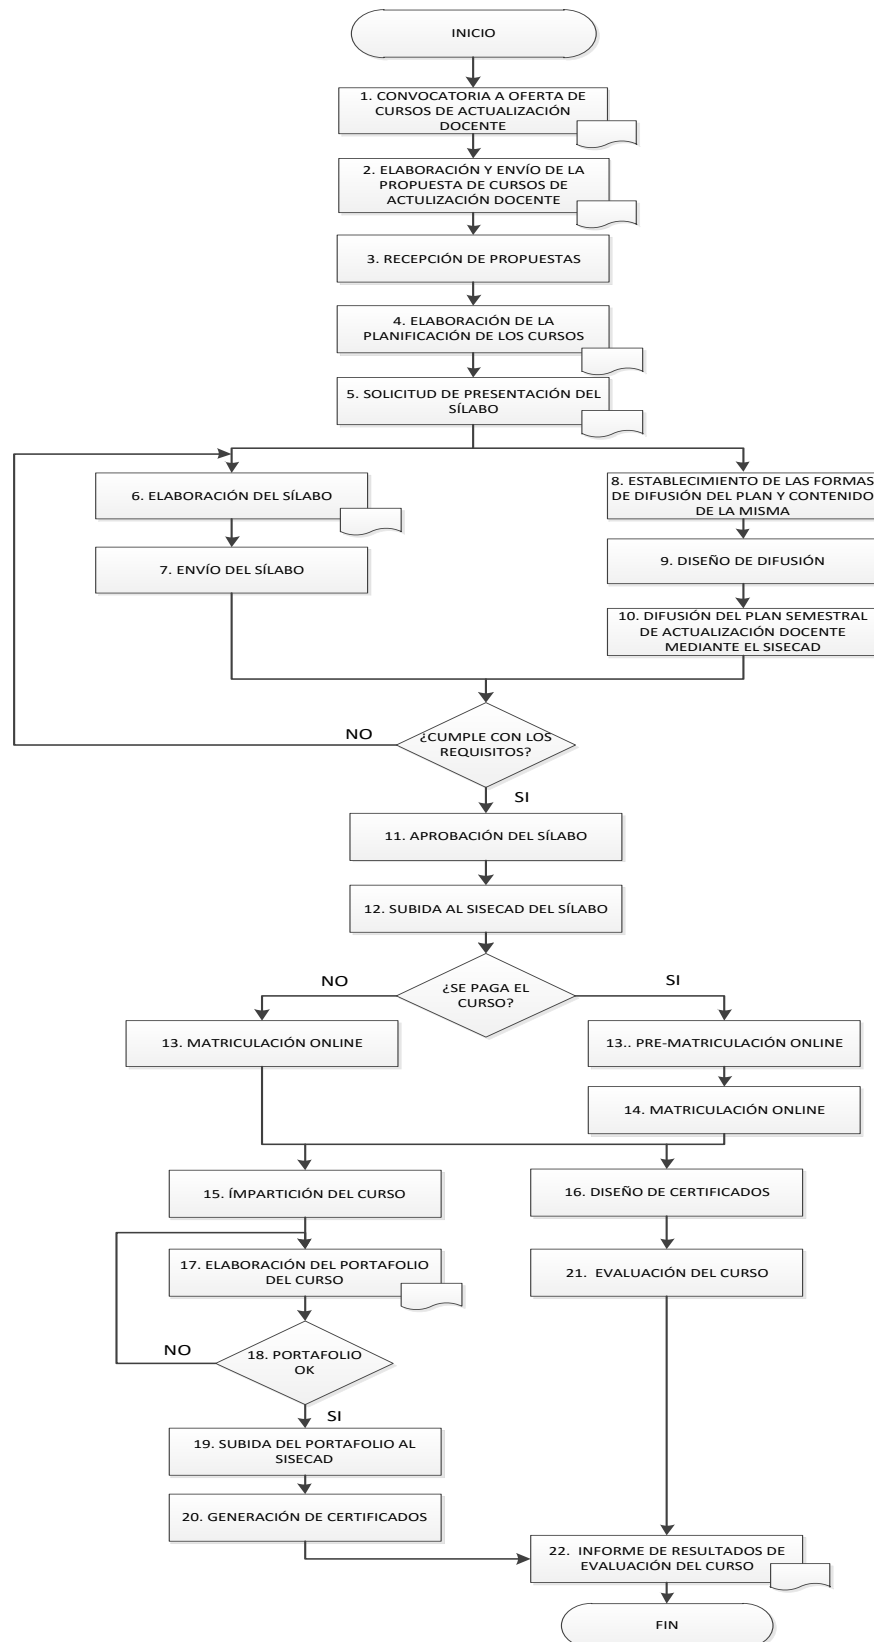 INICIO
1. CONVOCATORIA A OFERTA DE
CURSOS DE ACTUALIZACIÓN
DOCENTE
2. ELABORACIÓN Y ENVÍO DE LA
PROPUESTA DE CURSOS DE
ACTULIZACIÓN DOCENTE
3. RECEPCIÓN DE PROPUESTAS
4. ELABORACIÓN DE LA
PLANIFICACIÓN DE LOS CURSOS
5. SOLICITUD DE PRESENTACIÓN DEL
SÍLABO
6. ELABORACIÓN DEL SÍLABO
7. ENVÍO DEL SÍLABO
8. ESTABLECIMIENTO DE LAS FORMAS
DE DIFUSIÓN DEL PLAN Y CONTENIDO
DE LA MISMA
9. DISEÑO DE DIFUSIÓN
10. DIFUSIÓN DEL PLAN SEMESTRAL
DE ACTUALIZACIÓN DOCENTE
MEDIANTE EL SISECAD
NO
¿CUMPLE CON LOS
REQUISITOS?
SI
11. APROBACIÓN DEL SÍLABO
12. SUBIDA AL SISECAD DEL SÍLABO
NO
¿SE PAGA EL
CURSO?
SI
13. MATRICULACIÓN ONLINE
13.. PRE-MATRICULACIÓN ONLINE
14. MATRICULACIÓN ONLINE
15. ÍMPARTICIÓN DEL CURSO
16. DISEÑO DE CERTIFICADOS
17. ELABORACIÓN DEL PORTAFOLIO
DEL CURSO
21. EVALUACIÓN DEL CURSO
NO
18. PORTAFOLIO
OK
SI
19. SUBIDA DEL PORTAFOLIO AL
SISECAD
20. GENERACIÓN DE CERTIFICADOS
22. INFORME DE RESULTADOS DE
EVALUACIÓN DEL CURSO
FIN